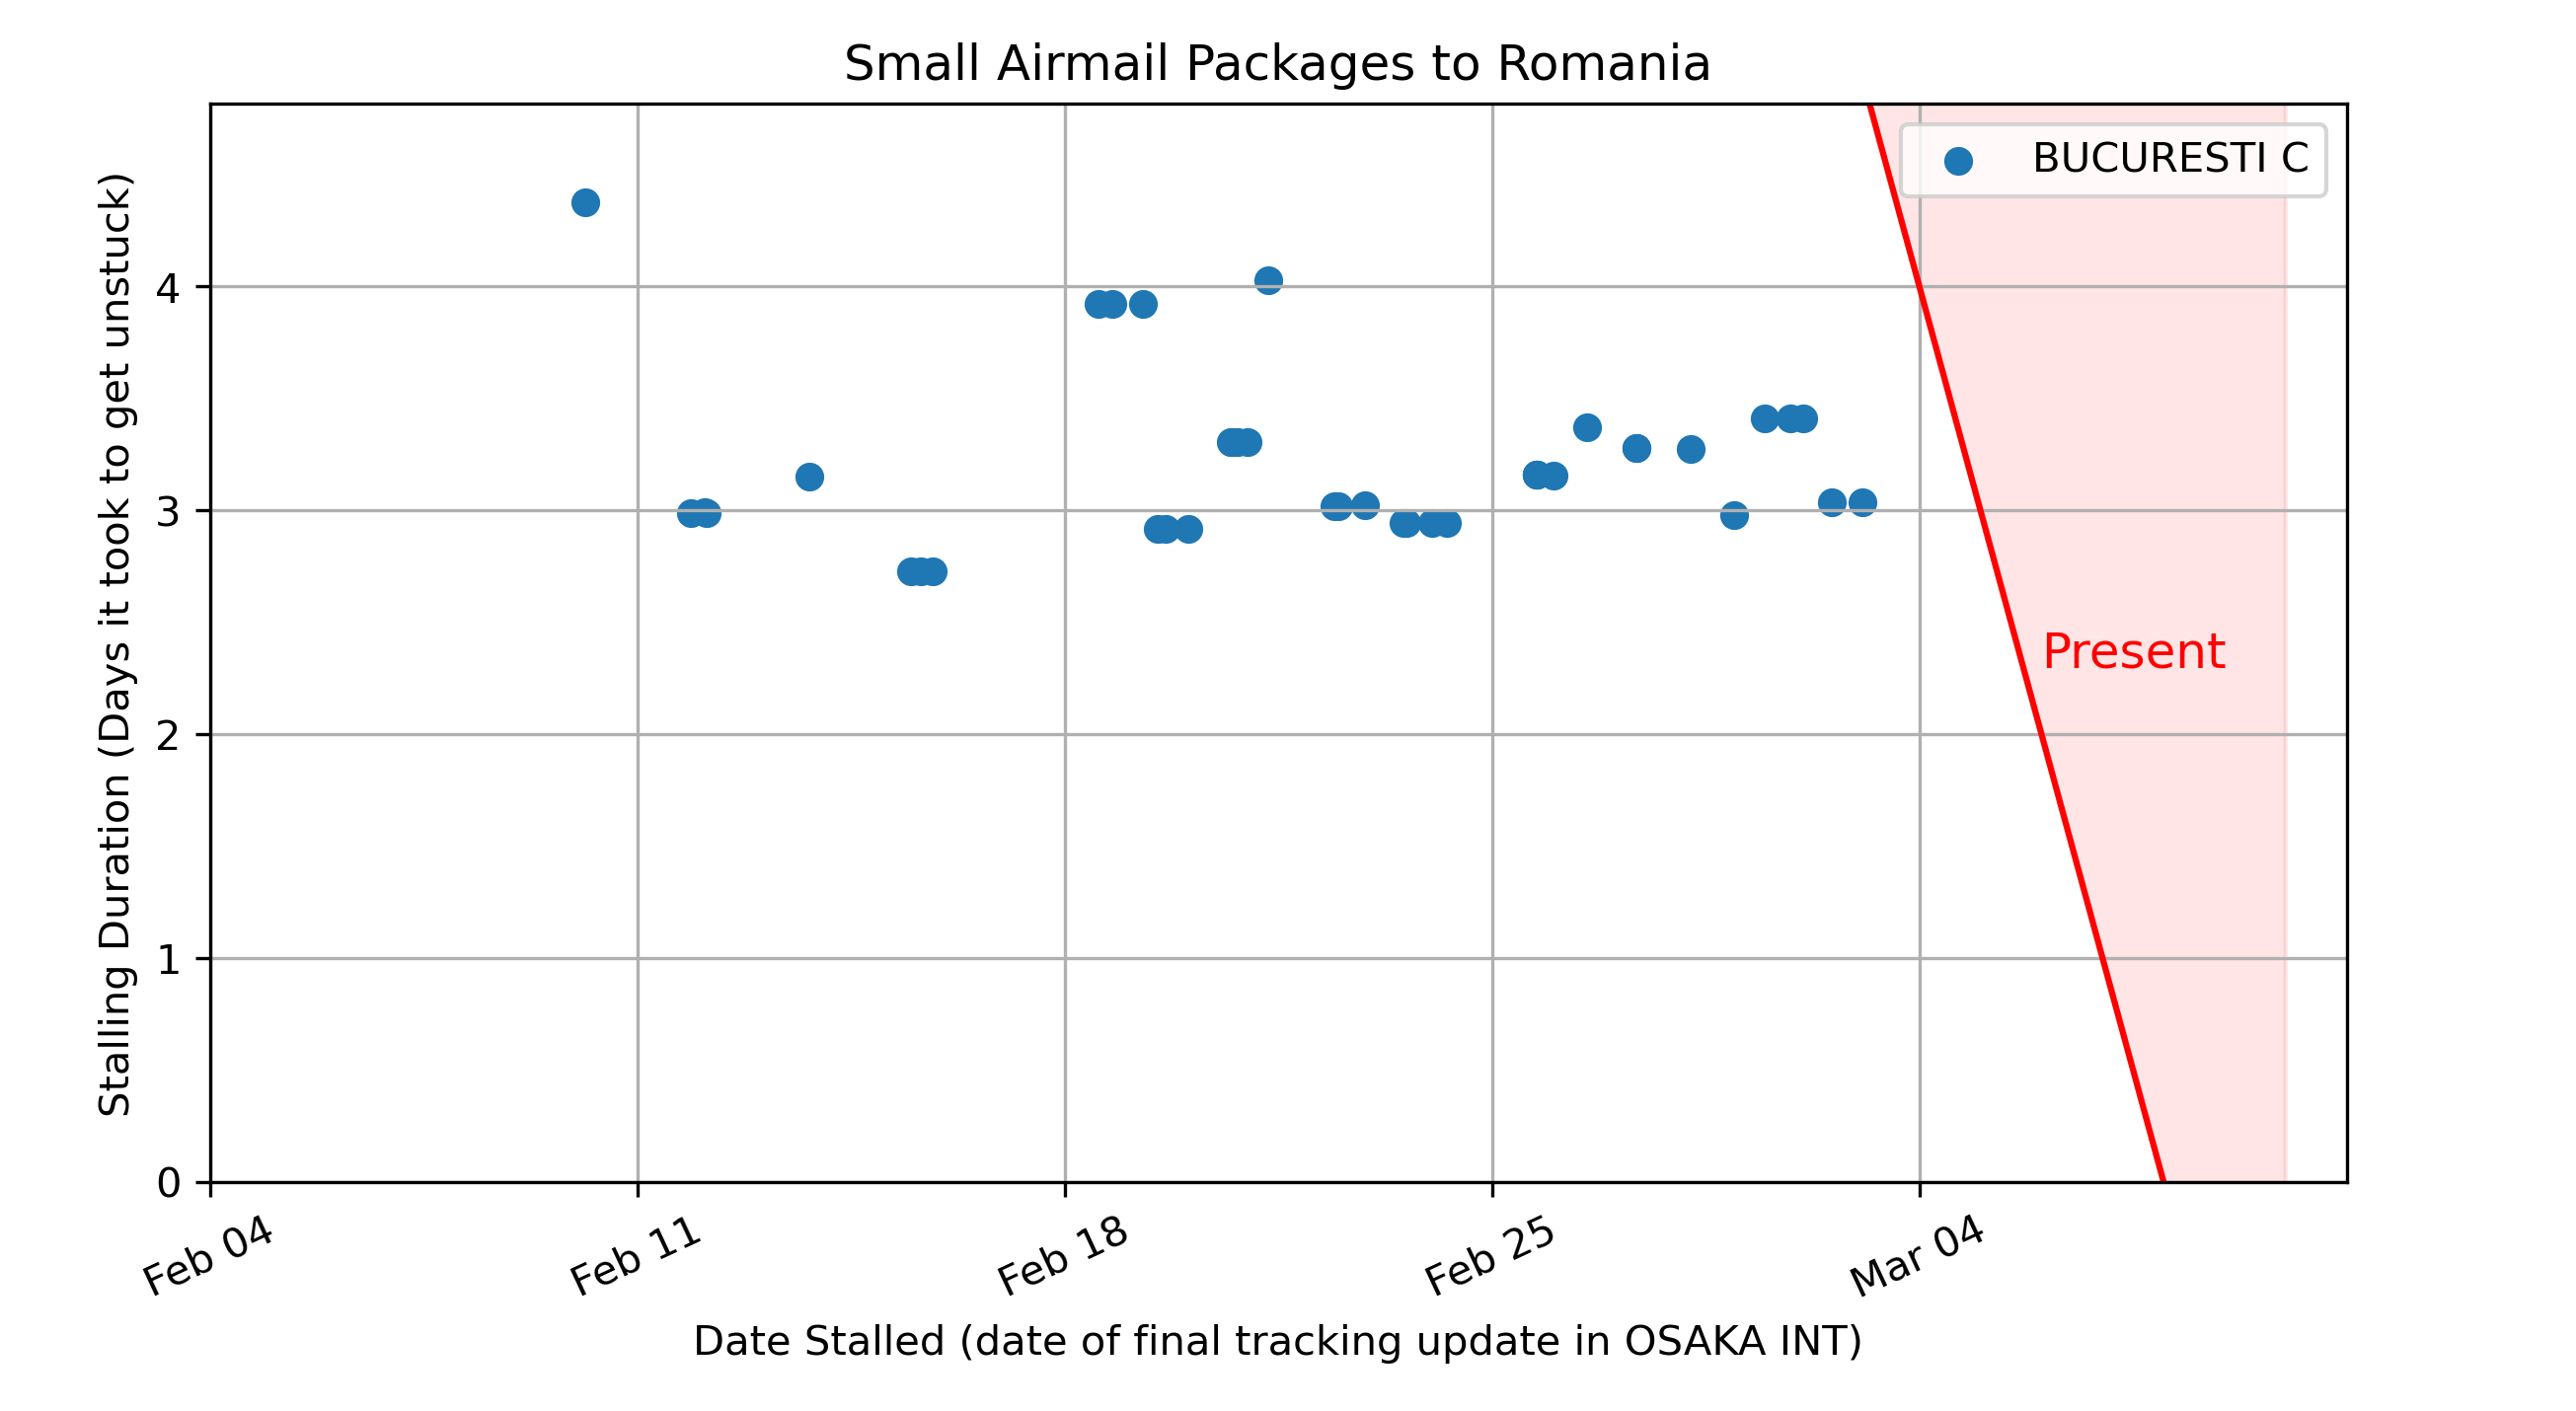 Small Airmail Packages to Romania
BUCURESTI C
Stalling Duration (Days it took to get unstuck)
4
3
2
1
0
Present
Feb 04
Feb 11
Feb 18
Feb 25
Mar 04
Date Stalled (date of final tracking update in OSAKA INT)